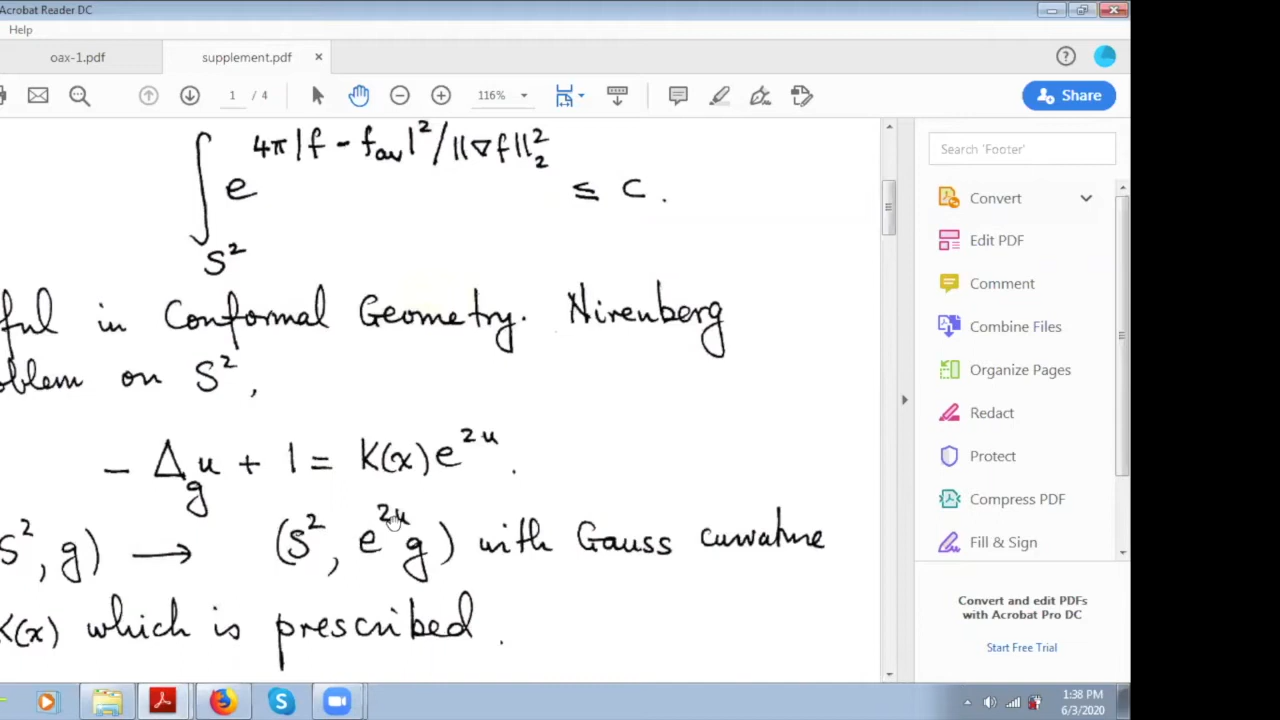 Acrobat Reader DC
Help
oax-1.pdf
supplement.pdf ×
1 / 4
116%
Share
∫_{S²} e^{4π|f - f_{av}|²/||∇f||₂²} ≤ C.
ful in Conformal Geometry. Nirenberg
oblem on S²,
- Δ_g u + 1 = K(x)e^{2u}.
S², g) → (S², e^{2u}g) with Gauss curvature
K(x) which is prescribed.
Search 'Footer'
Convert
Edit PDF
Comment
Combine Files
Organize Pages
Redact
Protect
Compress PDF
Fill & Sign
Convert and edit PDFs
with Acrobat Pro DC
Start Free Trial
1:38 PM
6/3/2020